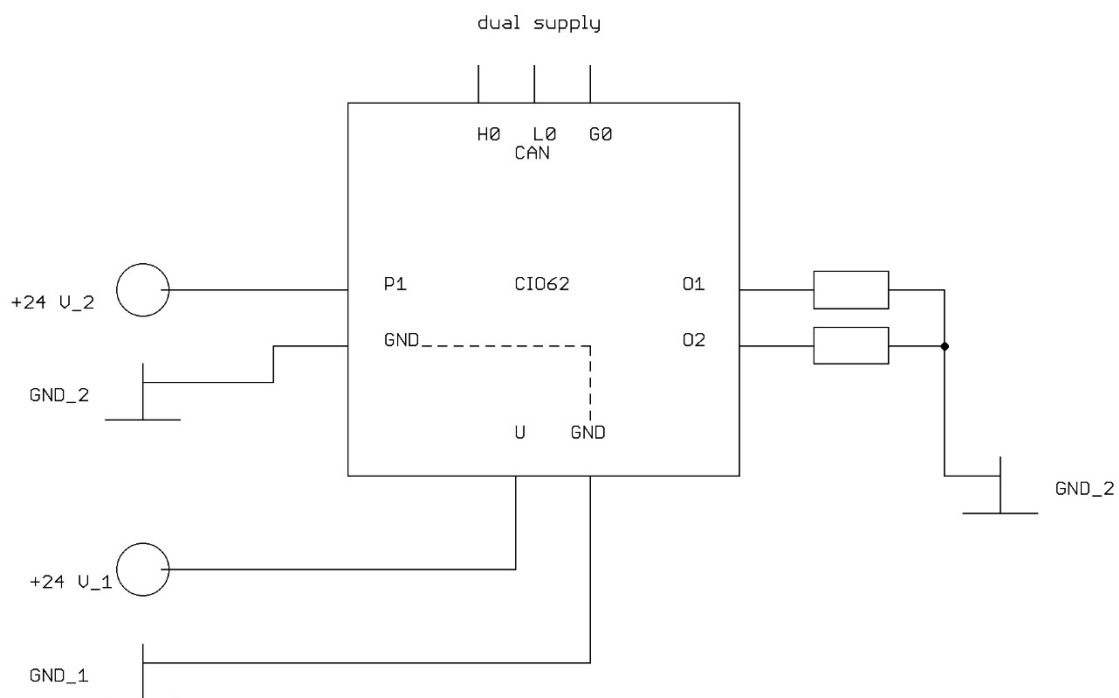 dual supply
H0 L0 G0
CAN
P1 CIO62 O1
+24 V_2
GND O2
GND_2
U GND
GND_2
+24 V_1
GND_1